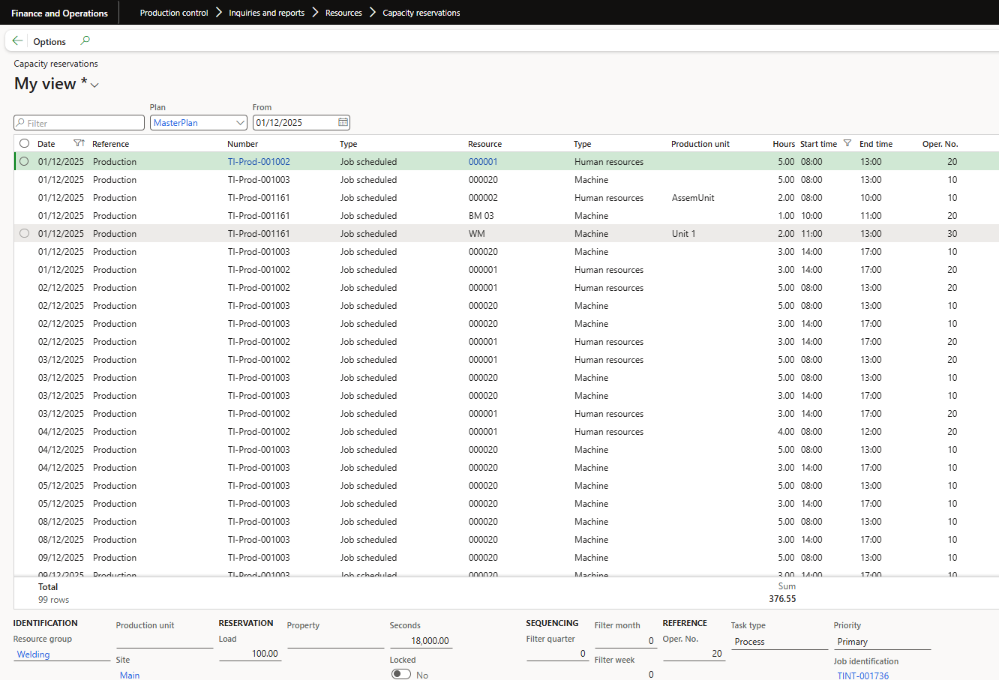 Finance and Operations Production control Inquiries and reports Resources Capacity reservations
Options
Capacity reservations
My view *
Plan From
Filter MasterPlan 01/12/2025
Date Reference Number Type Resource Type Production unit Hours Start time End time Oper. No.
01/12/2025 Production TI-Prod-001002 Job scheduled 000001 Human resources 5.00 08:00 13:00 20
01/12/2025 Production TI-Prod-001003 Job scheduled 000020 Machine 5.00 08:00 13:00 10
01/12/2025 Production TI-Prod-001161 Job scheduled 000002 Human resources AssemUnit 2.00 08:00 10:00 10
01/12/2025 Production TI-Prod-001161 Job scheduled BM 03 Machine 1.00 10:00 11:00 20
01/12/2025 Production TI-Prod-001161 Job scheduled WM Machine Unit 1 2.00 11:00 13:00 30
01/12/2025 Production TI-Prod-001003 Job scheduled 000020 Machine 3.00 14:00 17:00 10
01/12/2025 Production TI-Prod-001002 Job scheduled 000001 Human resources 3.00 14:00 17:00 20
02/12/2025 Production TI-Prod-001002 Job scheduled 000001 Human resources 5.00 08:00 13:00 20
02/12/2025 Production TI-Prod-001003 Job scheduled 000020 Machine 5.00 08:00 13:00 10
02/12/2025 Production TI-Prod-001003 Job scheduled 000020 Machine 3.00 14:00 17:00 10
02/12/2025 Production TI-Prod-001002 Job scheduled 000001 Human resources 3.00 14:00 17:00 20
03/12/2025 Production TI-Prod-001002 Job scheduled 000001 Human resources 5.00 08:00 13:00 20
03/12/2025 Production TI-Prod-001003 Job scheduled 000020 Machine 5.00 08:00 13:00 10
03/12/2025 Production TI-Prod-001003 Job scheduled 000020 Machine 3.00 14:00 17:00 10
03/12/2025 Production TI-Prod-001002 Job scheduled 000001 Human resources 3.00 14:00 17:00 20
04/12/2025 Production TI-Prod-001002 Job scheduled 000001 Human resources 4.00 08:00 12:00 20
04/12/2025 Production TI-Prod-001003 Job scheduled 000020 Machine 5.00 08:00 13:00 10
04/12/2025 Production TI-Prod-001003 Job scheduled 000020 Machine 3.00 14:00 17:00 10
05/12/2025 Production TI-Prod-001003 Job scheduled 000020 Machine 5.00 08:00 13:00 10
05/12/2025 Production TI-Prod-001003 Job scheduled 000020 Machine 3.00 14:00 17:00 10
08/12/2025 Production TI-Prod-001003 Job scheduled 000020 Machine 5.00 08:00 13:00 10
08/12/2025 Production TI-Prod-001003 Job scheduled 000020 Machine 3.00 14:00 17:00 10
09/12/2025 Production TI-Prod-001003 Job scheduled 000020 Machine 5.00 08:00 13:00 10
09/12/2025 Production TI-Prod-001003 Job scheduled 000020 Machine 3.00 14:00 17:00 10
Total Sum
99 rows 376.55
IDENTIFICATION Production unit RESERVATION Property Seconds SEQUENCING Filter month REFERENCE Task type Priority
Resource group Load 18,000.00 Filter quarter 0 Oper. No. Process Primary
Welding 100.00 0 20
Site Locked Filter week Job identification
Main No 0 TINT-001736